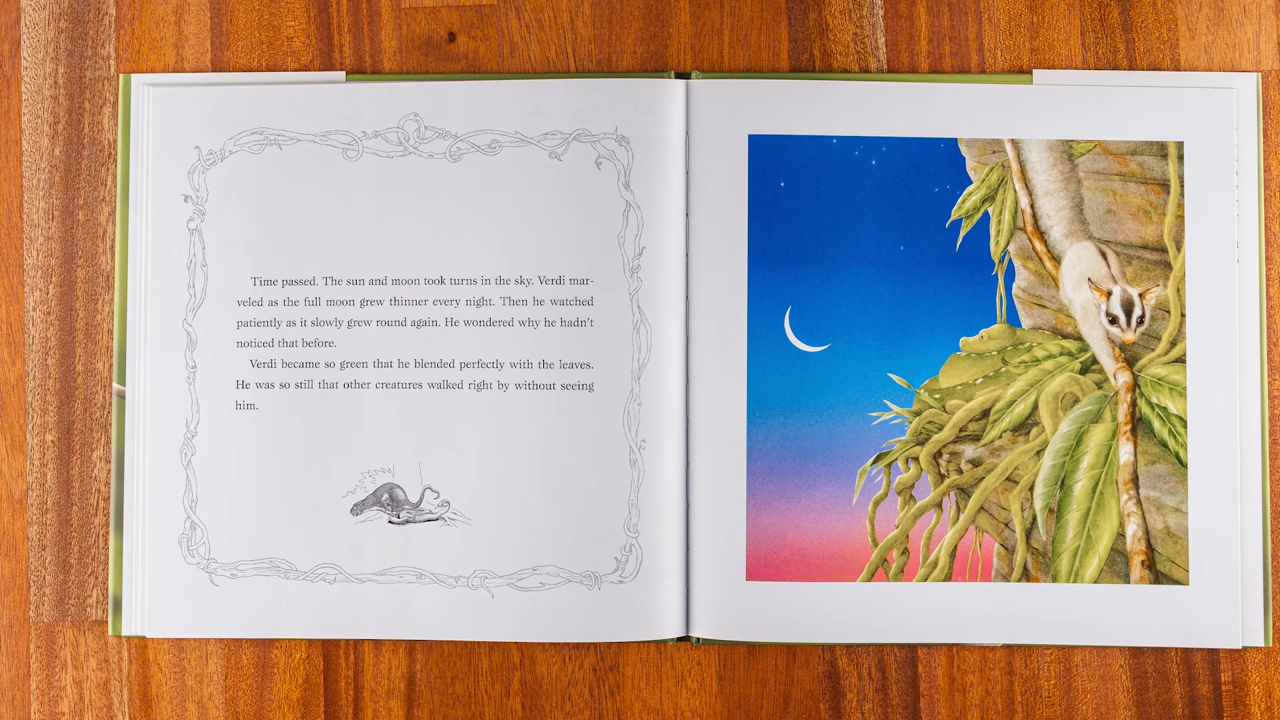 Time passed. The sun and moon took turns in the sky. Verdi mar-
veled as the full moon grew thinner every night. Then he watched
patiently as it slowly grew round again. He wondered why he hadn't
noticed that before.
Verdi became so green that he blended perfectly with the leaves.
He was so still that other creatures walked right by without seeing
him.